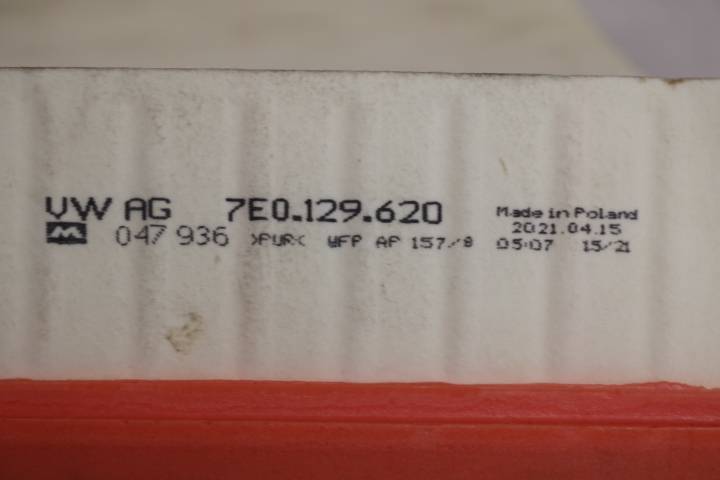 VW AG 7E0.129.620
047 936 >PUR< WFP AP 157/8
Made in Poland
2021.04.15
05:07 15/21